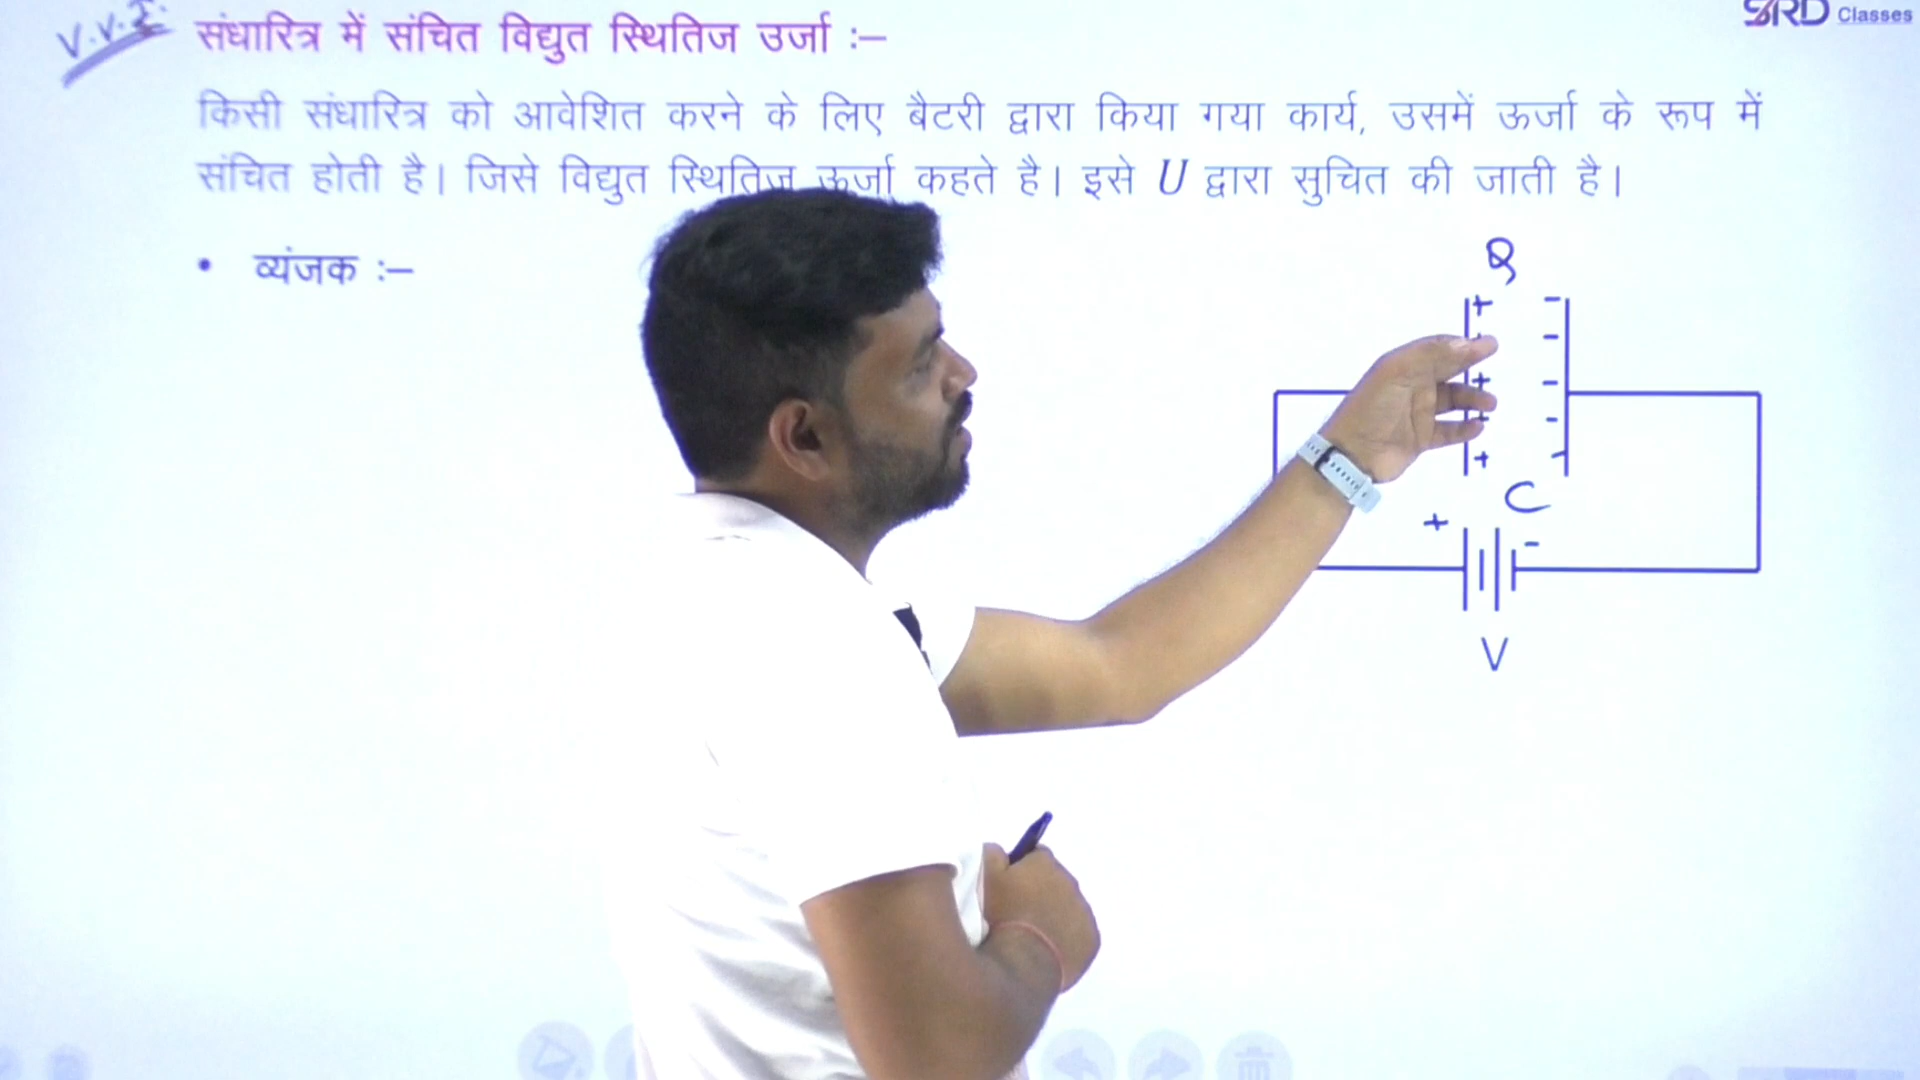 V.V.I.
SRD Classes
संधारित्र में संचित विद्युत स्थितिज उर्जा :–
किसी संधारित्र को आवेशित करने के लिए बैटरी द्वारा किया गया कार्य, उसमें ऊर्जा के रूप में
संचित होती है। जिसे विद्युत स्थितिज ऊर्जा कहते है। इसे U द्वारा सुचित की जाती है।
• व्यंजक :–
Q
+ -
-
+ -
+ -
+ -
C
+ -
V